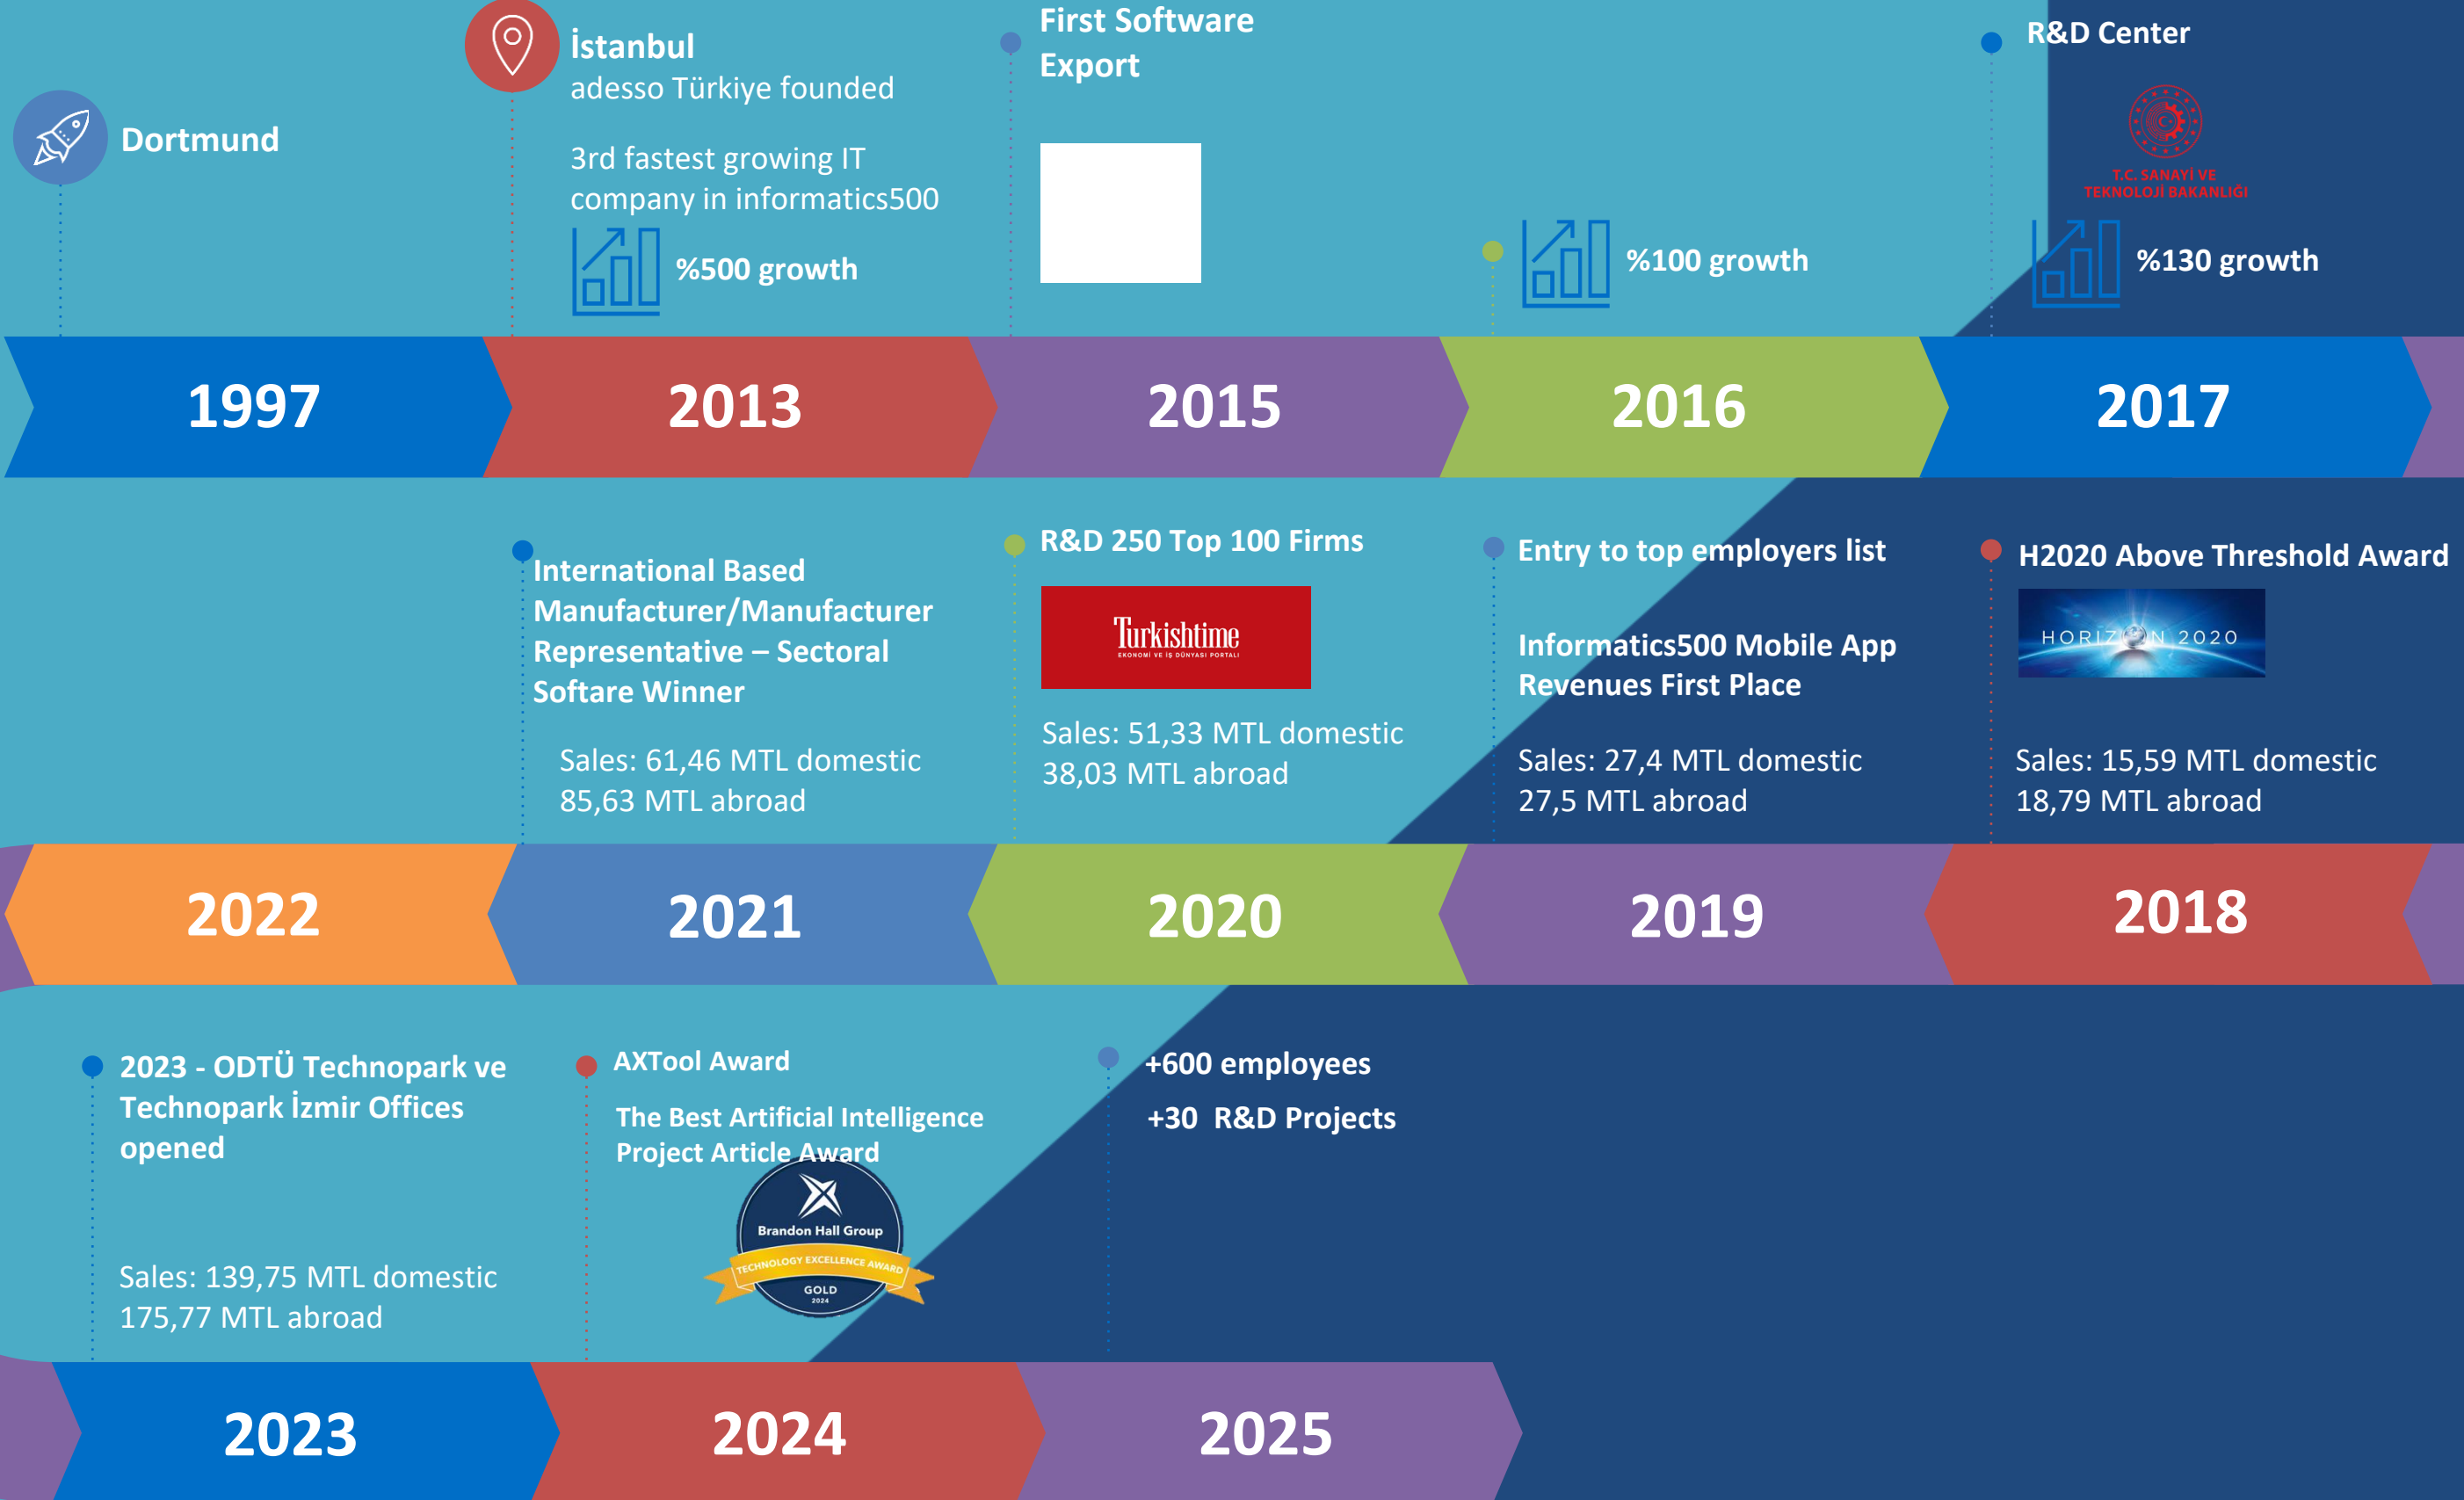 Dortmund
İstanbul
adesso Türkiye founded
3rd fastest growing IT
company in informatics500
%500 growth
First Software
Export
%100 growth
R&D Center
T.C. SANAYİ VE
TEKNOLOJİ BAKANLIĞI
%130 growth
1997
2013
2015
2016
2017
International Based
Manufacturer/Manufacturer
Representative – Sectoral
Softare Winner
Sales: 61,46 MTL domestic
85,63 MTL abroad
R&D 250 Top 100 Firms
Turkishtime
EKONOMİ VE İŞ DÜNYASI PORTALI
Sales: 51,33 MTL domestic
38,03 MTL abroad
Entry to top employers list
Informatics500 Mobile App
Revenues First Place
Sales: 27,4 MTL domestic
27,5 MTL abroad
H2020 Above Threshold Award
HORIZON 2020
Sales: 15,59 MTL domestic
18,79 MTL abroad
2022
2021
2020
2019
2018
2023 - ODTÜ Technopark ve
Technopark İzmir Offices
opened
Sales: 139,75 MTL domestic
175,77 MTL abroad
AXTool Award
The Best Artificial Intelligence
Project Article Award
Brandon Hall Group
TECHNOLOGY EXCELLENCE AWARD
GOLD
2024
+600 employees
+30 R&D Projects
2023
2024
2025